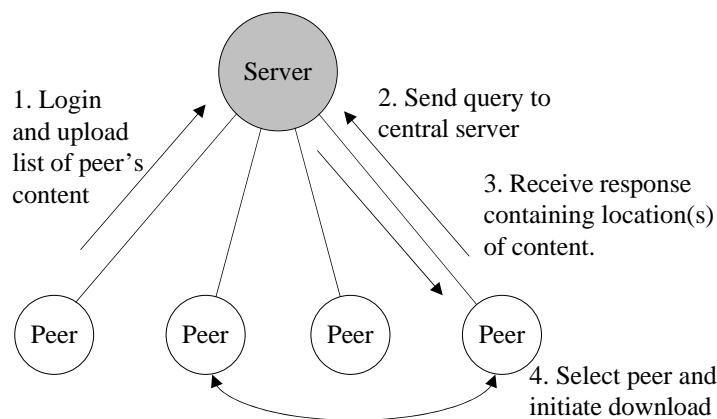 Server
1. Login
and upload
list of peer's
content
2. Send query to
central server
3. Receive response
containing location(s)
of content.
Peer
Peer
Peer
Peer
4. Select peer and
initiate download